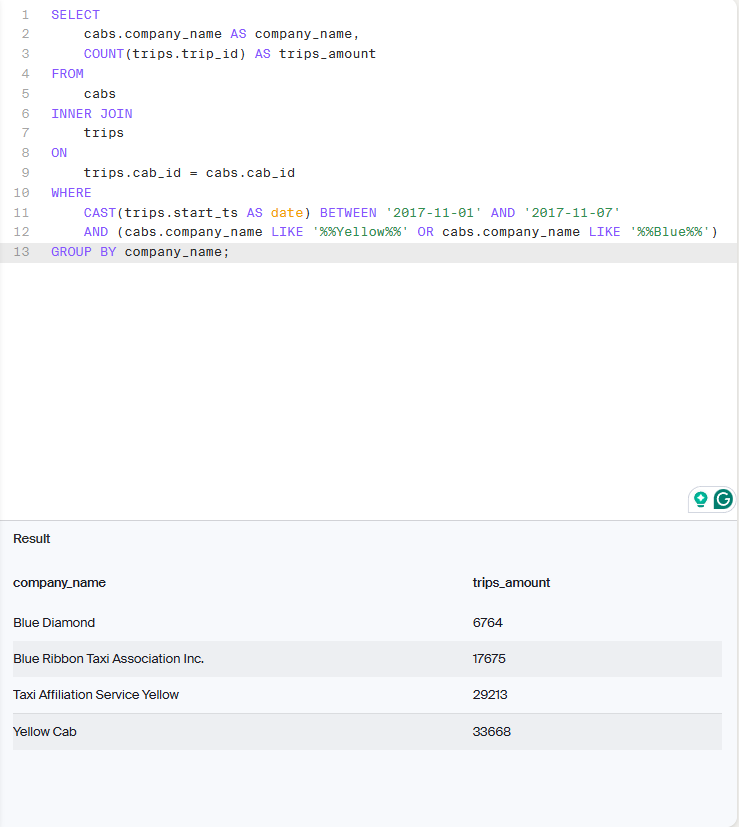 1 SELECT
2 cabs.company_name AS company_name,
3 COUNT(trips.trip_id) AS trips_amount
4 FROM
5 cabs
6 INNER JOIN
7 trips
8 ON
9 trips.cab_id = cabs.cab_id
10 WHERE
11 CAST(trips.start_ts AS date) BETWEEN '2017-11-01' AND '2017-11-07'
12 AND (cabs.company_name LIKE '%%Yellow%%' OR cabs.company_name LIKE '%%Blue%%')
13 GROUP BY company_name;
Result
company_name trips_amount
Blue Diamond 6764
Blue Ribbon Taxi Association Inc. 17675
Taxi Affiliation Service Yellow 29213
Yellow Cab 33668